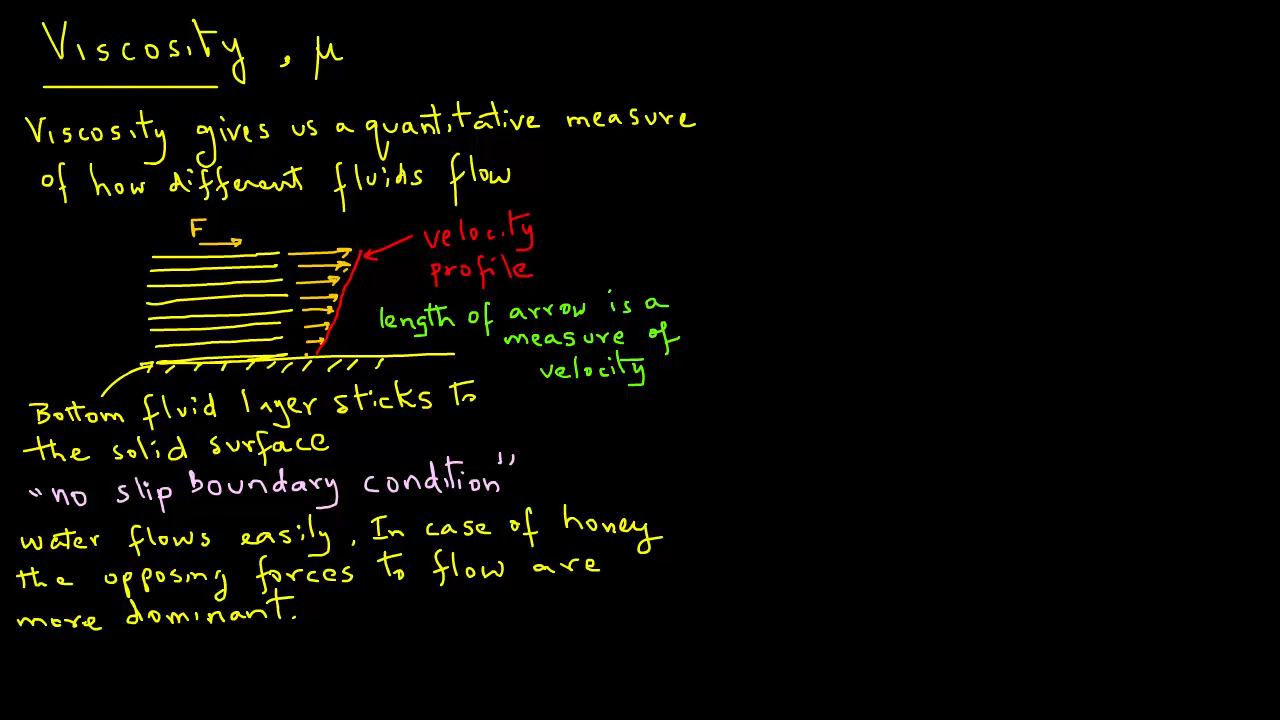 Viscosity, μ
Viscosity gives us a quantitative measure
of how different fluids flow
F
velocity
profile
length of arrow is a
measure of
velocity
Bottom fluid layer sticks to
the solid surface
"no slip boundary condition"
water flows easily. In case of honey
the opposing forces to flow are
more dominant.